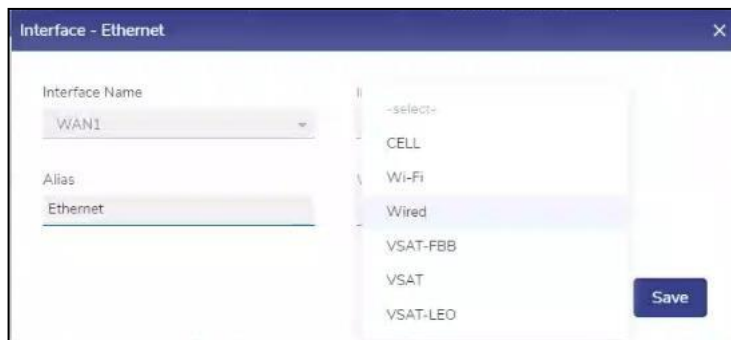 Interface - Ethernet
Interface Name
WAN1
-select-
CELL
Alias
Wi-Fi
Ethernet
Wired
VSAT-FBB
VSAT
Save
VSAT-LEO